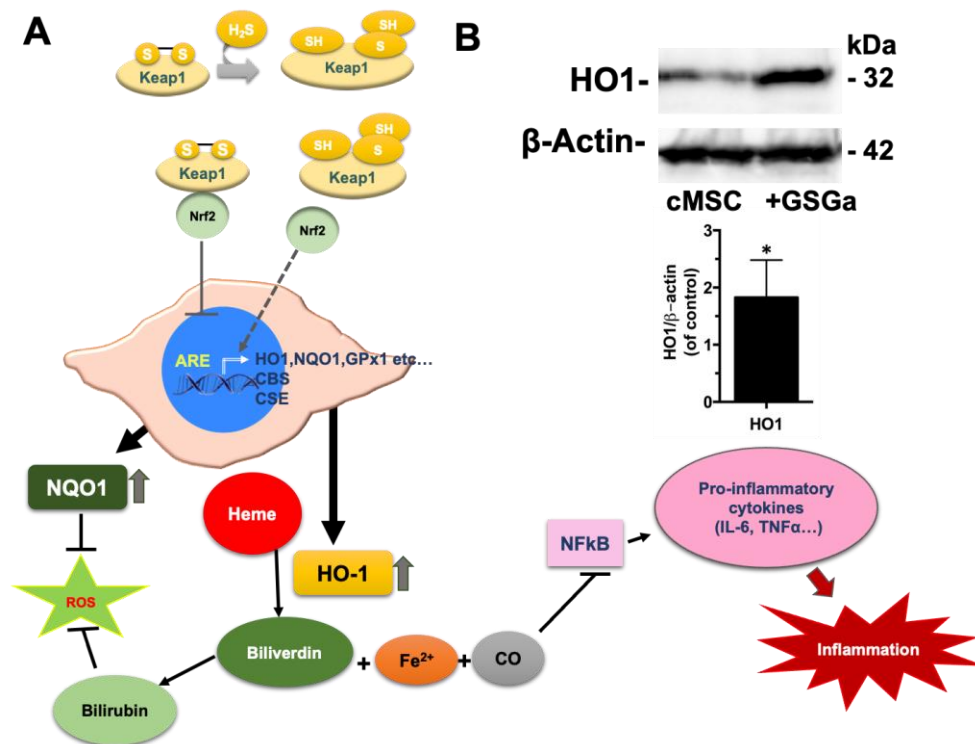 A
H₂S
S S
Keap1
SH
SH
S
Keap1
S S
Keap1
Nrf2
SH
SH
S
Keap1
Nrf2
ARE
HO1,NQO1,GPx1 etc...
CBS
CSE
NQO1
Heme
HO-1
ROS
Biliverdin
+
Fe²⁺
+
CO
Bilirubin
B
kDa
HO1-
- 32
β-Actin-
- 42
cMSC +GSGa
3
2
1
0
*
HO1/β-actin
(of control)
HO1
NFkB
Pro-inflammatory
cytokines
(IL-6, TNFα...)
Inflammation